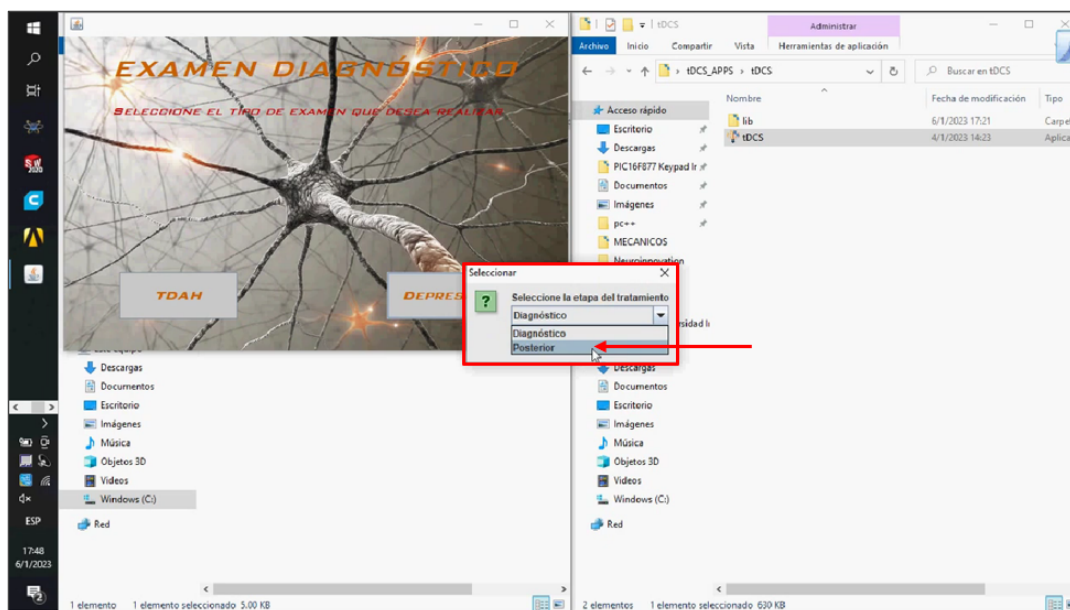 EXAMEN DIAGNÓSTICO
SELECCIONE EL TIPO DE EXAMEN QUE DESEA REALIZAR
TDAH
DEPRES
Seleccionar
Seleccione la etapa del tratamiento
Diagnóstico
Diagnóstico
Posterior
Descargas
Documentos
Escritorio
Imágenes
Música
Objetos 3D
Videos
Windows (C:)
Red
1 elemento
1 elemento seleccionado 5.00 KB
ESP
17:48
6/1/2023
tDCS
Administrar
Archivo
Inicio
Compartir
Vista
Herramientas de aplicación
tDCS_APPS > tDCS
Buscar en tDCS
Nombre
Fecha de modificación
Tipo
lib
6/1/2023 17:21
Carpet
tDCS
4/1/2023 14:23
Aplica
Acceso rápido
Escritorio
Descargas
PIC16F877 Keypad Ir
Documentos
Imágenes
pc++
MECANICOS
Neuroinnovation
rsidad Ir
Descargas
Documentos
Escritorio
Imágenes
Música
Objetos 3D
Videos
Windows (C:)
Red
2 elementos
1 elemento seleccionado 630 KB